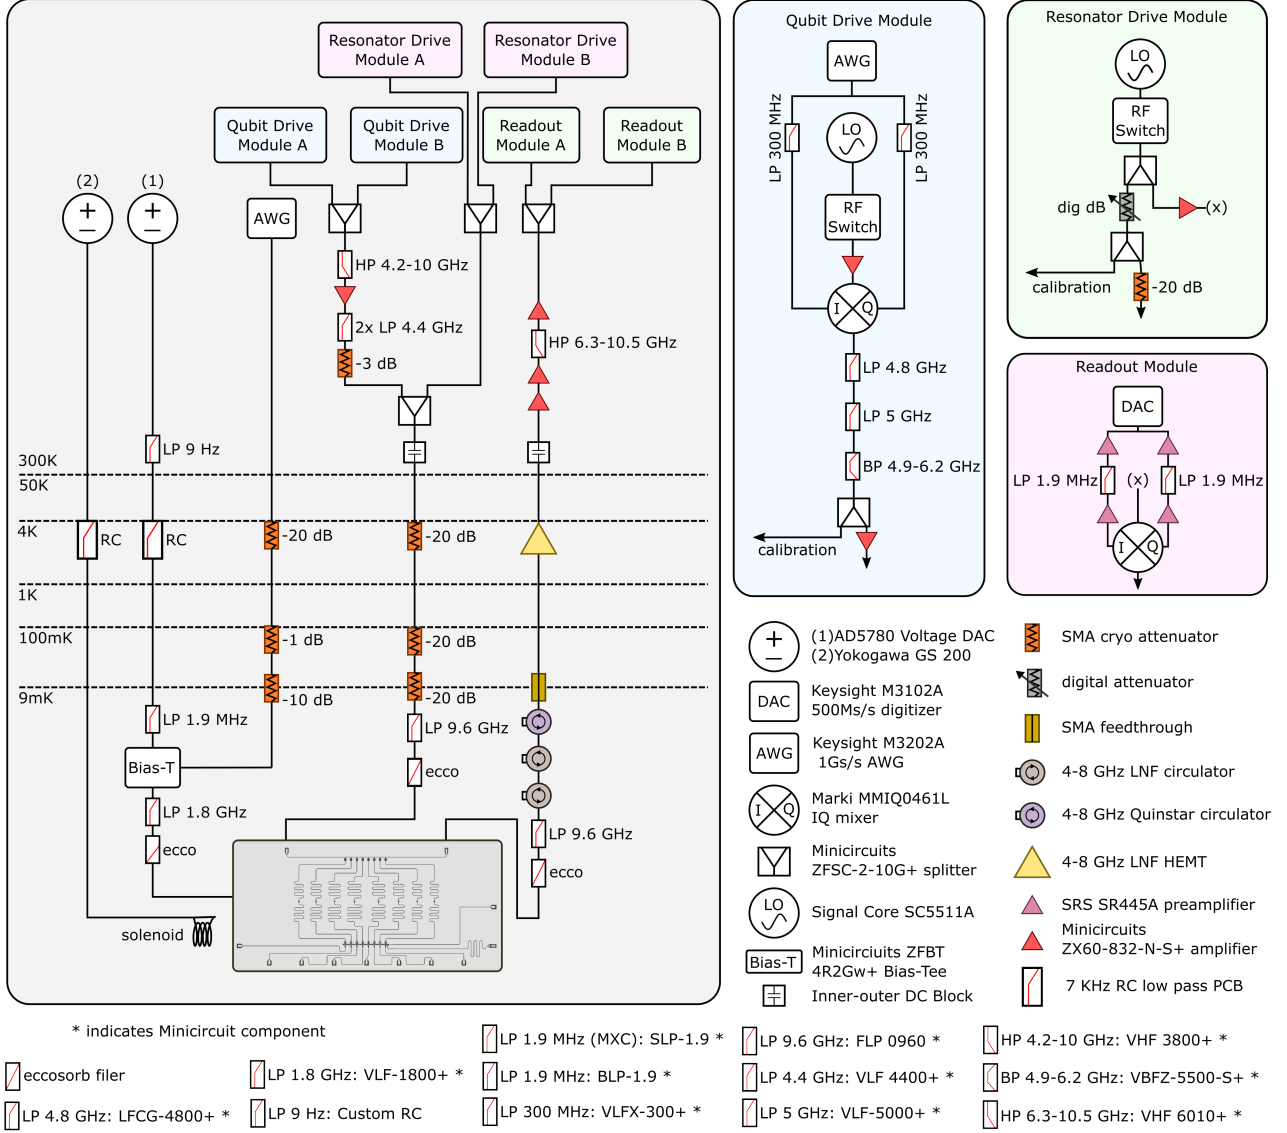 Resonator Drive
Module A
Resonator Drive
Module B
Qubit Drive
Module A
Qubit Drive
Module B
Readout
Module A
Readout
Module B
(2)
(1)
+
−
+
−
AWG
HP 4.2-10 GHz
2x LP 4.4 GHz
-3 dB
HP 6.3-10.5 GHz
LP 9 Hz
300K
50K
4K
RC
RC
-20 dB
-20 dB
1K
100mK
-1 dB
-20 dB
9mK
-10 dB
-20 dB
LP 1.9 MHz
LP 9.6 GHz
Bias-T
ecco
LP 1.8 GHz
LP 9.6 GHz
ecco
ecco
solenoid
Qubit Drive Module
AWG
LP 300 MHz
LO
LP 300 MHz
RF
Switch
I
Q
LP 4.8 GHz
LP 5 GHz
BP 4.9-6.2 GHz
calibration
Resonator Drive Module
LO
RF
Switch
dig dB
(x)
calibration
-20 dB
Readout Module
DAC
LP 1.9 MHz
(x)
LP 1.9 MHz
I
Q
+
−
(1)AD5780 Voltage DAC
(2)Yokogawa GS 200
DAC
Keysight M3102A
500Ms/s digitizer
AWG
Keysight M3202A
1Gs/s AWG
I
Q
Marki MMIQ0461L
IQ mixer
Minicircuits
ZFSC-2-10G+ splitter
LO
Signal Core SC5511A
Bias-T
Minicirciuits ZFBT
4R2Gw+ Bias-Tee
Inner-outer DC Block
SMA cryo attenuator
digital attenuator
SMA feedthrough
4-8 GHz LNF circulator
4-8 GHz Quinstar circulator
4-8 GHz LNF HEMT
SRS SR445A preamplifier
Minicircuits
ZX60-832-N-S+ amplifier
7 KHz RC low pass PCB
* indicates Minicircuit component
eccosorb filer
LP 4.8 GHz: LFCG-4800+ *
LP 1.8 GHz: VLF-1800+ *
LP 9 Hz: Custom RC
LP 1.9 MHz (MXC): SLP-1.9 *
LP 1.9 MHz: BLP-1.9 *
LP 300 MHz: VLFX-300+ *
LP 9.6 GHz: FLP 0960 *
LP 4.4 GHz: VLF 4400+ *
LP 5 GHz: VLF-5000+ *
HP 4.2-10 GHz: VHF 3800+ *
BP 4.9-6.2 GHz: VBFZ-5500-S+ *
HP 6.3-10.5 GHz: VHF 6010+ *